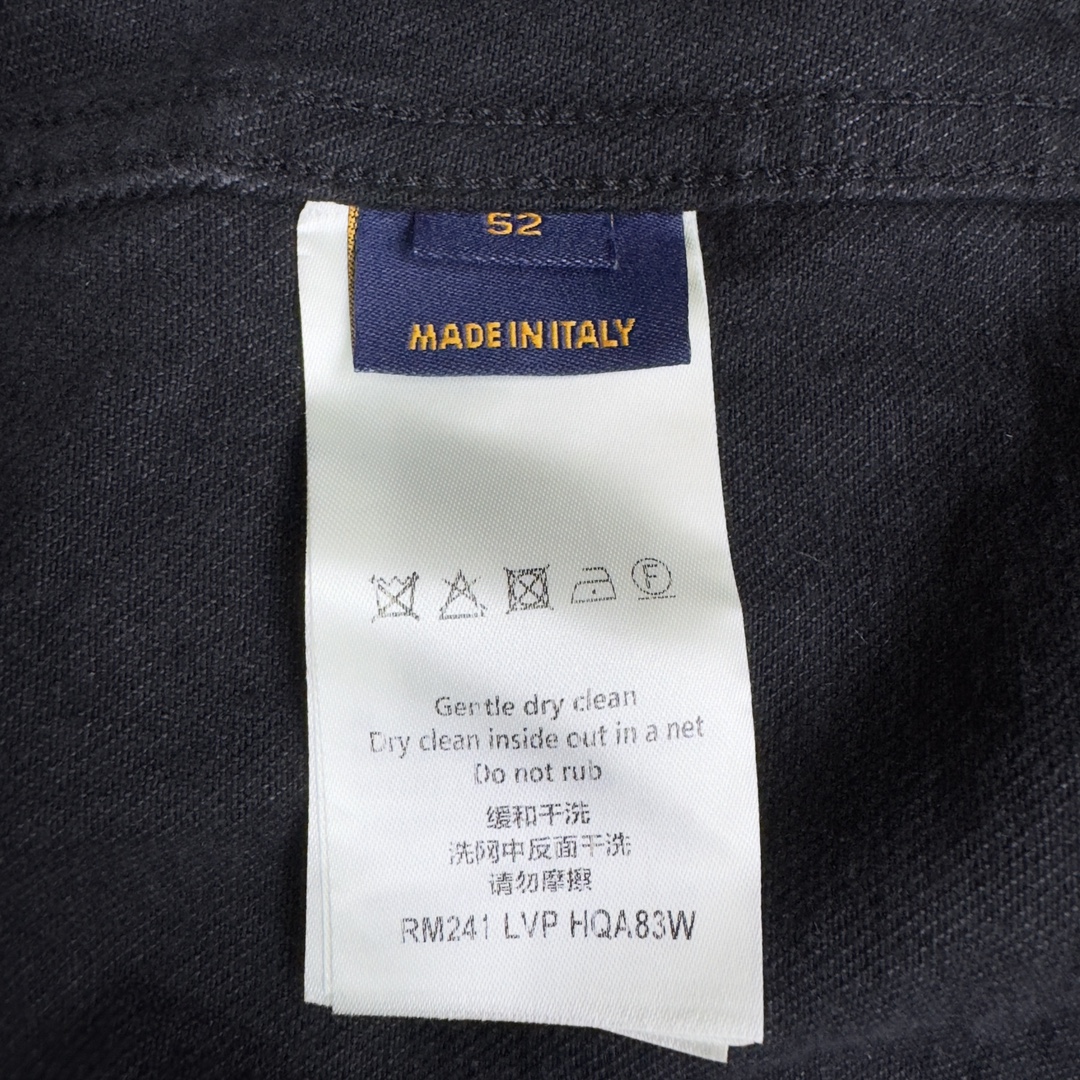 52
MADE IN ITALY
F
Gentle dry clean
Dry clean inside out in a net
Do not rub
缓和干洗
洗网中反面干洗
请勿摩擦
RM241 LVP HQA83W